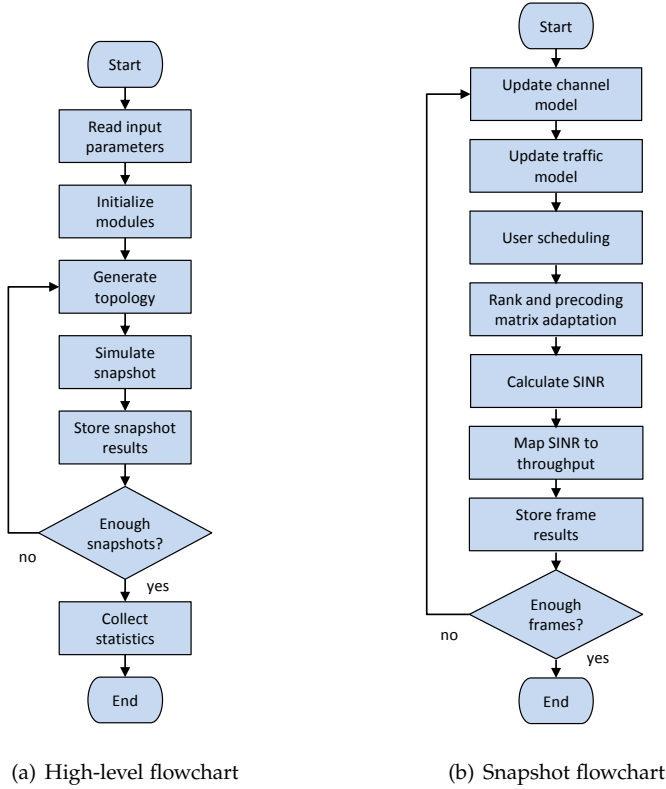 Start
Read input
parameters
Initialize
modules
Generate
topology
Simulate
snapshot
Store snapshot
results
Enough
snapshots?
no
yes
Collect
statistics
End
(a) High-level flowchart
Start
Update channel
model
Update traffic
model
User scheduling
Rank and precoding
matrix adaptation
Calculate SINR
Map SINR to
throughput
Store frame
results
Enough
frames?
no
yes
End
(b) Snapshot flowchart